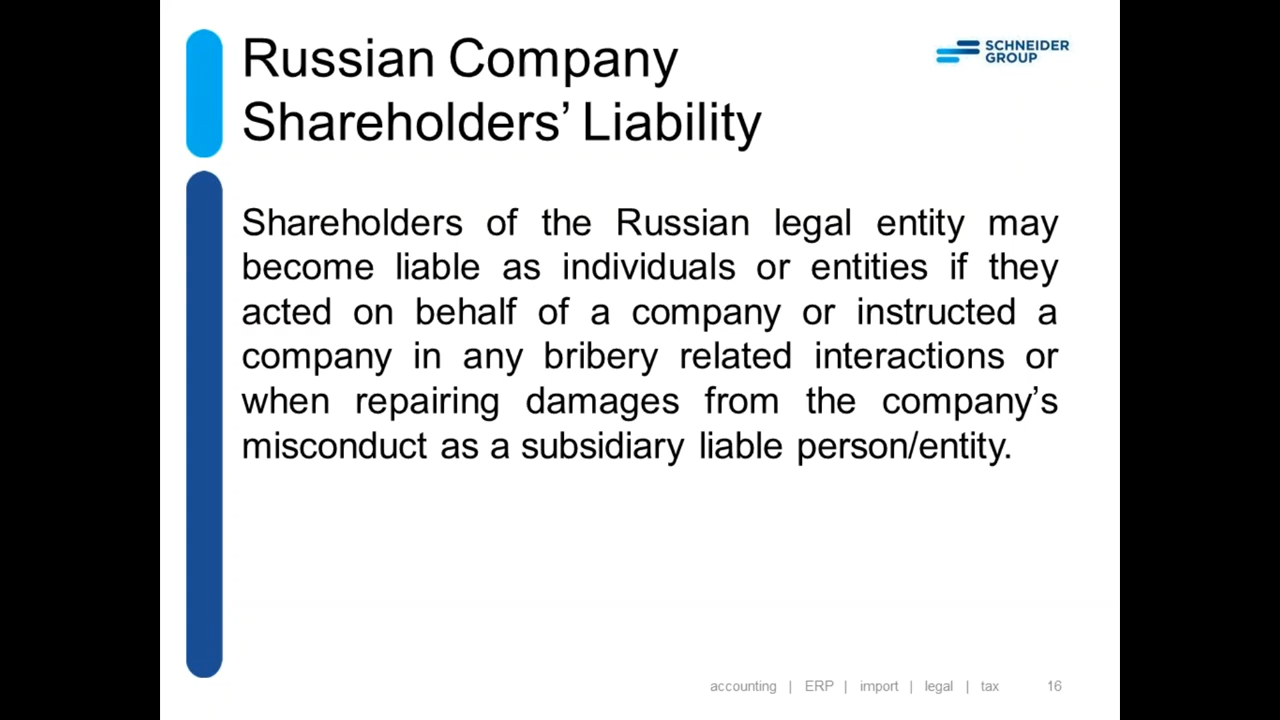 Russian Company
Shareholders’ Liability
SCHNEIDER
GROUP
Shareholders of the Russian legal entity may
become liable as individuals or entities if they
acted on behalf of a company or instructed a
company in any bribery related interactions or
when repairing damages from the company’s
misconduct as a subsidiary liable person/entity.
accounting | ERP | import | legal | tax 16